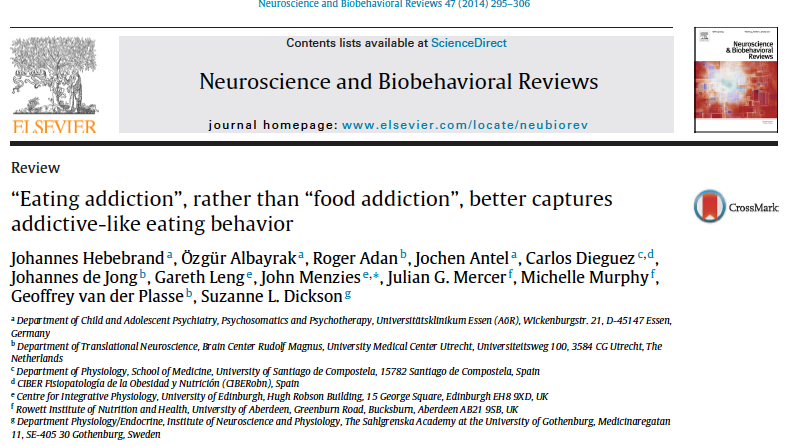 Neuroscience and Biobehavioral Reviews 47 (2014) 295–306
Contents lists available at ScienceDirect
Neuroscience and Biobehavioral Reviews
journal homepage: www.elsevier.com/locate/neubiorev
ELSEVIER
Neuroscience
& Biobehavioral
Reviews
Review
“Eating addiction”, rather than “food addiction”, better captures
addictive-like eating behavior
CrossMark
Johannes Hebebrand a, Özgür Albayrak a, Roger Adan b, Jochen Antel a, Carlos Dieguez c,d,
Johannes de Jong b, Gareth Leng e, John Menzies e,*, Julian G. Mercer f, Michelle Murphy f,
Geoffrey van der Plasse b, Suzanne L. Dickson g
a Department of Child and Adolescent Psychiatry, Psychosomatics and Psychotherapy, Universitätsklinikum Essen (AöR), Wickenburgstr. 21, D-45147 Essen,
Germany
b Department of Translational Neuroscience, Brain Center Rudolf Magnus, University Medical Center Utrecht, Universiteitsweg 100, 3584 CG Utrecht, The
Netherlands
c Department of Physiology, School of Medicine, University of Santiago de Compostela, 15782 Santiago de Compostela, Spain
d CIBER Fisiopatología de la Obesidad y Nutrición (CIBERobn), Spain
e Centre for Integrative Physiology, University of Edinburgh, Hugh Robson Building, 15 George Square, Edinburgh EH8 9XD, UK
f Rowett Institute of Nutrition and Health, University of Aberdeen, Greenburn Road, Bucksburn, Aberdeen AB21 9SB, UK
g Department Physiology/Endocrine, Institute of Neuroscience and Physiology, The Sahlgrenska Academy at the University of Gothenburg, Medicinaregatan
11, SE-405 30 Gothenburg, Sweden